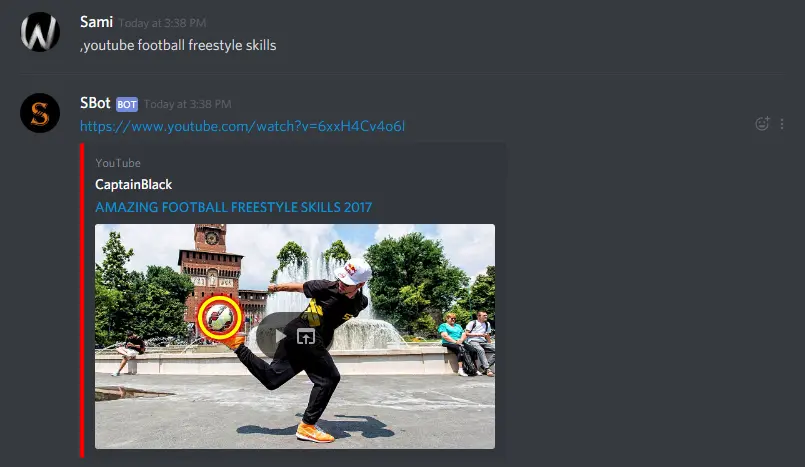 Sami Today at 3:38 PM
,youtube football freestyle skills
SBot BOT Today at 3:38 PM
https://www.youtube.com/watch?v=6xxH4Cv4o6I
YouTube
CaptainBlack
AMAZING FOOTBALL FREESTYLE SKILLS 2017